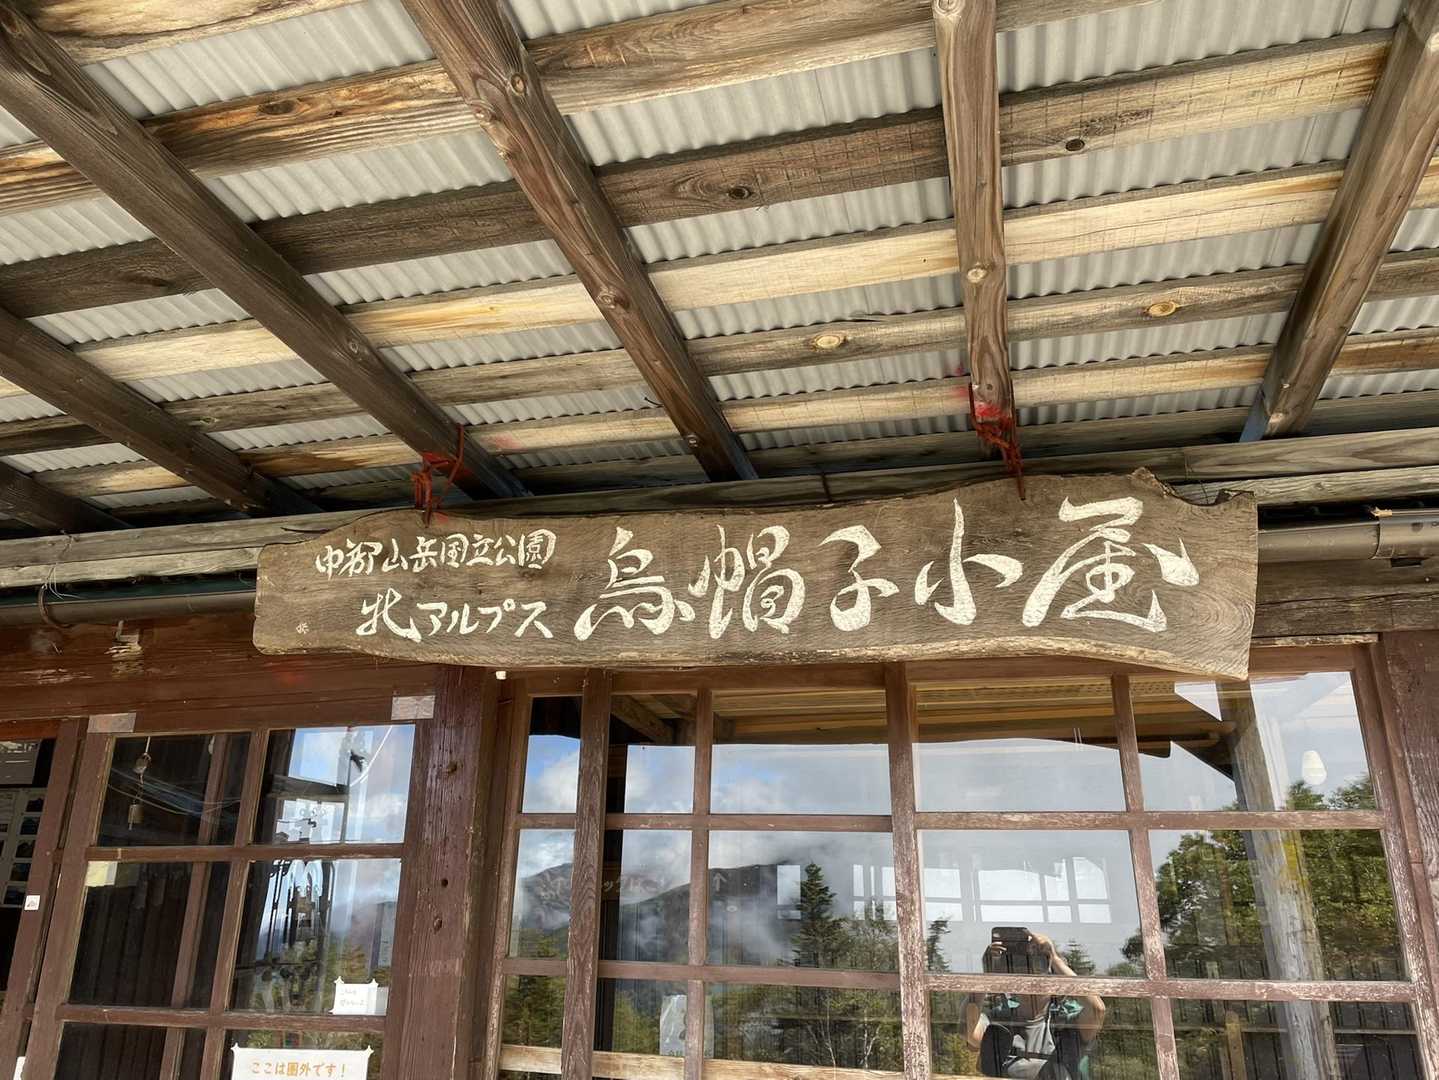 中部山岳国立公園
北アルプス
烏帽子小屋
ここは圏外です！